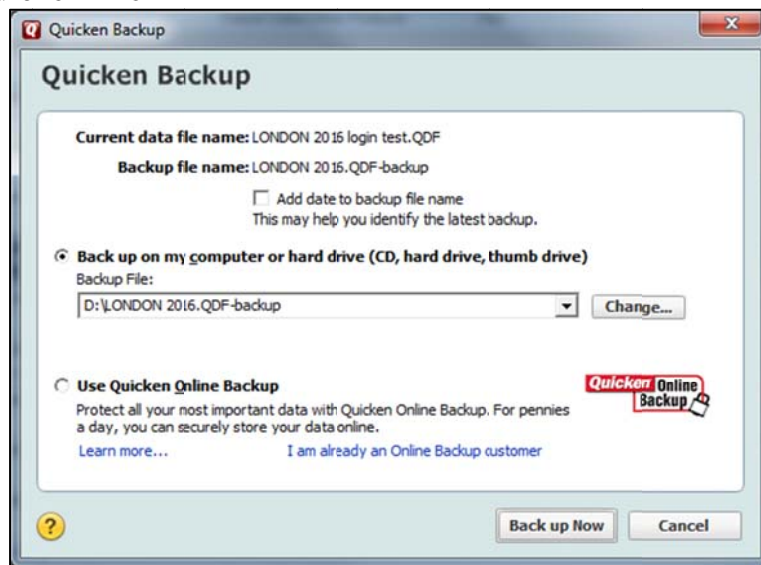 Quicken Backup
Quicken Backup
Current data file name: LONDON 2016 login test.QDF
Backup file name: LONDON 2016.QDF-backup
Add date to backup file name
This may help you identify the latest backup.
Back up on my computer or hard drive (CD, hard drive, thumb drive)
Backup File:
D:\LONDON 2016.QDF-backup
Change...
Use Quicken Online Backup
Quicken Online
Backup
Protect all your most important data with Quicken Online Backup. For pennies
a day, you can securely store your data online.
Learn more...
I am already an Online Backup customer
?
Back up Now
Cancel